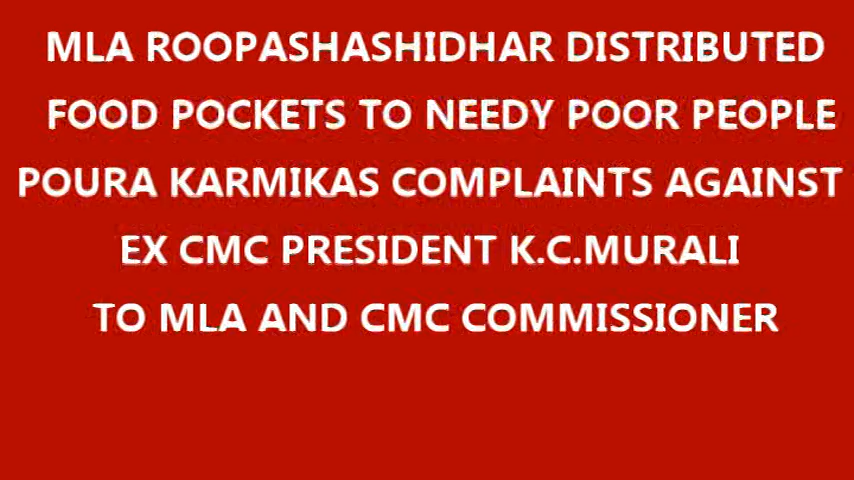 MLA ROOPASHASHIDHAR DISTRIBUTED
FOOD POCKETS TO NEEDY POOR PEOPLE
POURA KARMIKAS COMPLAINTS AGAINST
EX CMC PRESIDENT K.C.MURALI
TO MLA AND CMC COMMISSIONER